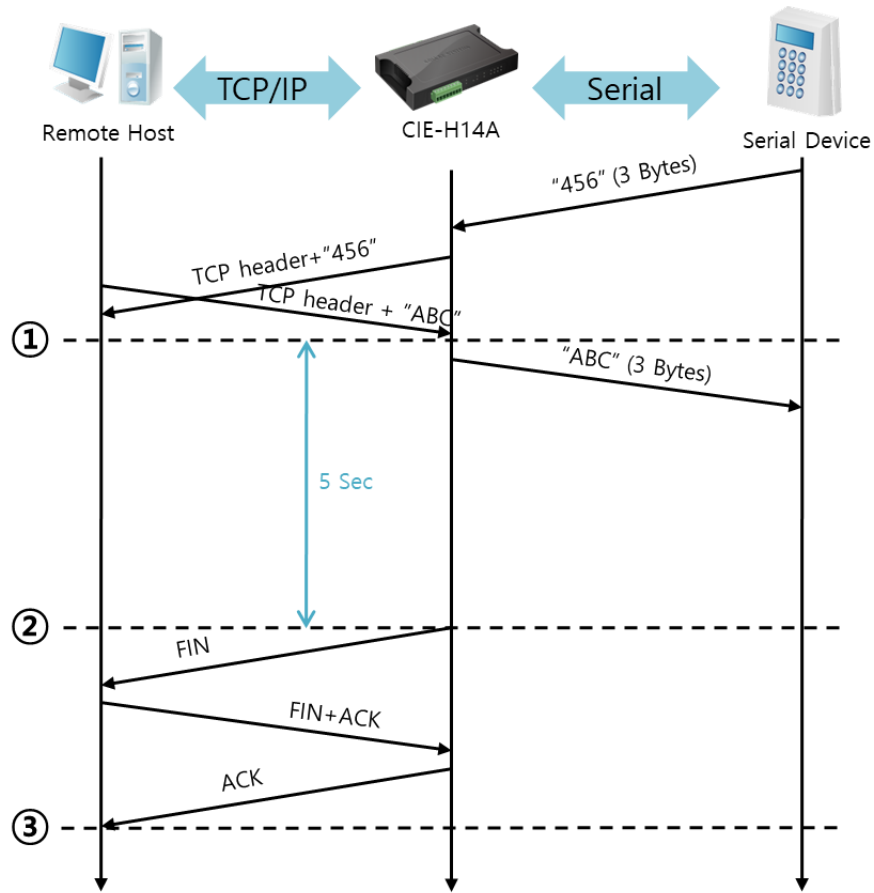 TCP/IP
Serial
Remote Host
CIE-H14A
Serial Device
"456" (3 Bytes)
TCP header+"456"
TCP header + "ABC"
①
"ABC" (3 Bytes)
5 Sec
②
FIN
FIN+ACK
ACK
③